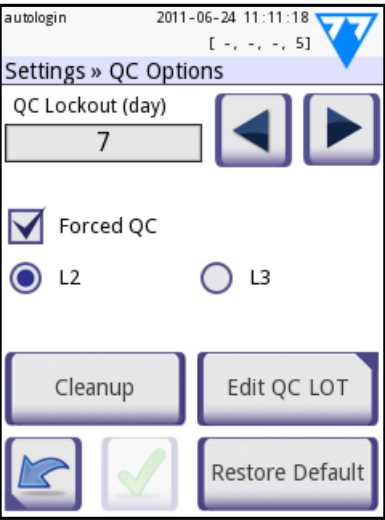 autologin 2011-06-24 11:11:18
[ -, -, -, 5]
Settings » QC Options
QC Lockout (day)
7
Forced QC
L2 L3
Cleanup Edit QC LOT
Restore Default